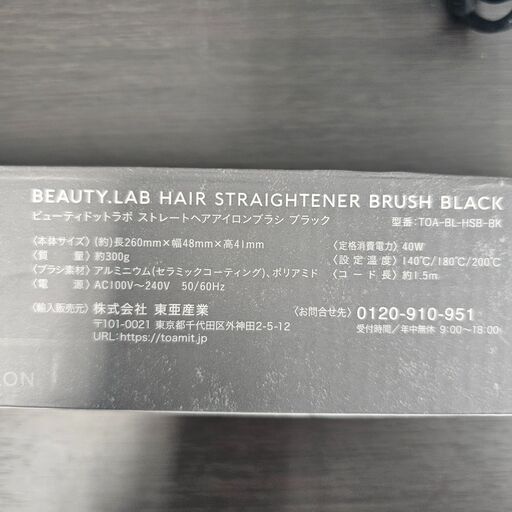 BEAUTY.LAB HAIR STRAIGHTENER BRUSH BLACK
ビューティドットラボ ストレートヘアアイロンブラシ ブラック 型番:TOA-BL-HSB-BK
〈本体サイズ〉(約)長260mm×幅48mm×高41mm 〈定格消費電力〉40W
〈質量〉約300g 〈設定温度〉140℃/180℃/200℃
〈ブラシ素材〉アルミニウム(セラミックコーティング)、ポリアミド 〈コード長〉約1.5m
〈電源〉AC100V～240V 50/60Hz
〈輸入販売元〉株式会社 東亜産業 〈お問合せ先〉0120-910-951
〒101-0021 東京都千代田区外神田2-5-12 受付時間/年中無休 9:00～18:00
URL:https://toamit.jp
LON